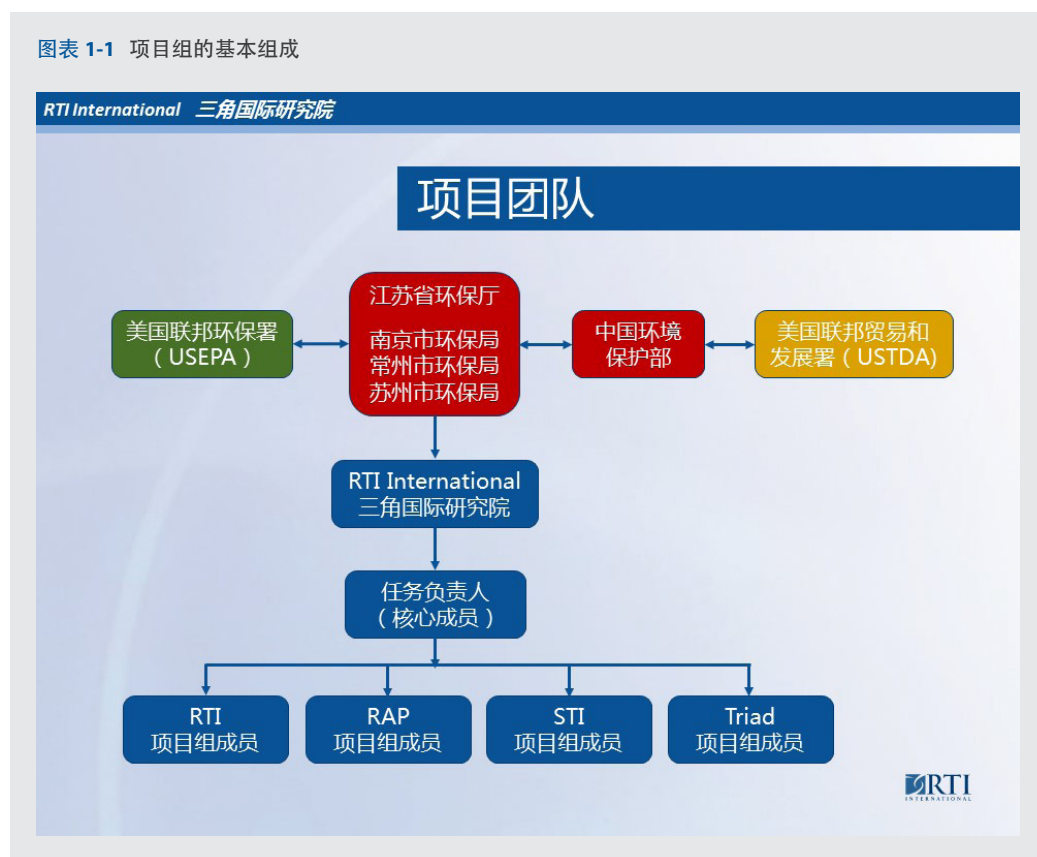 图表 1-1 项目组的基本组成
RTI International 三角国际研究院
项目团队
美国联邦环保署
（USEPA）
江苏省环保厅
南京市环保局
常州市环保局
苏州市环保局
中国环境
保护部
美国联邦贸易和
发展署（USTDA)
RTI International
三角国际研究院
任务负责人
（核心成员）
RTI
项目组成员
RAP
项目组成员
STI
项目组成员
Triad
项目组成员
RTI
INTERNATIONAL